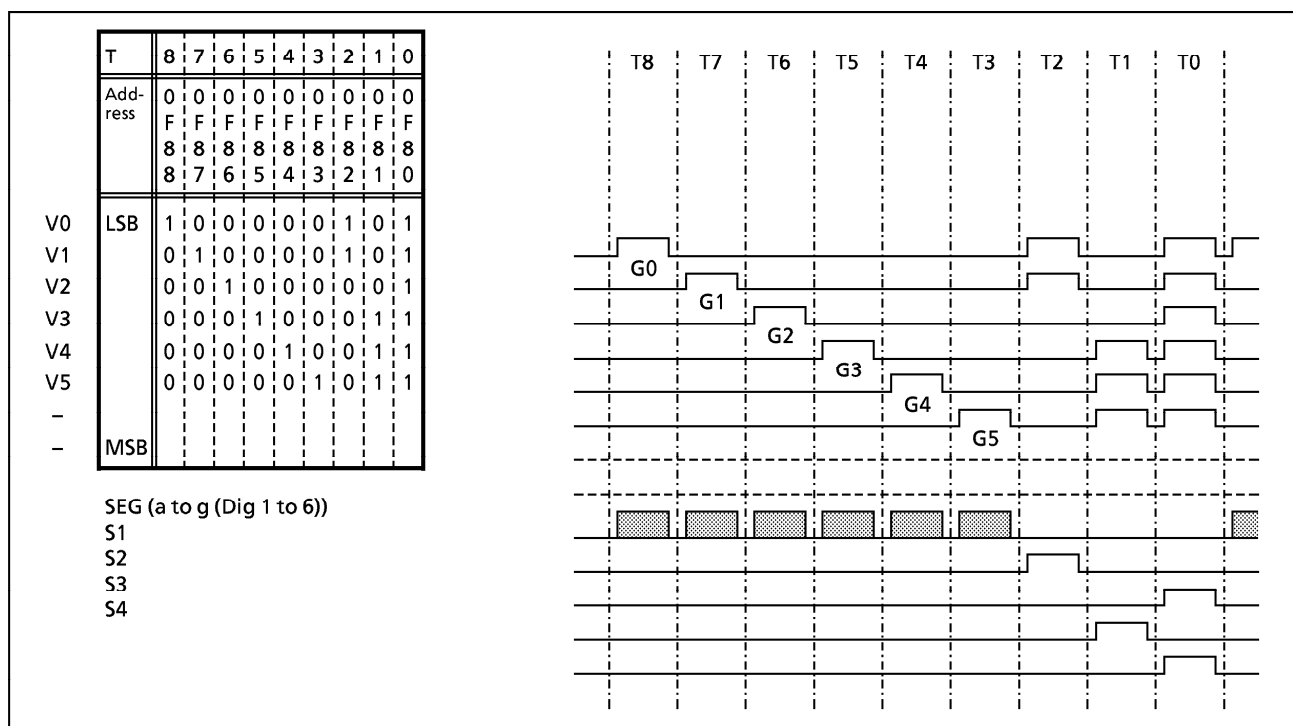 T 8 7 6 5 4 3 2 1 0
Add- 0 0 0 0 0 0 0 0 0
ress F F F F F F F F F
8 8 8 8 8 8 8 8 8
8 7 6 5 4 3 2 1 0
V0 LSB 1 0 0 0 0 0 1 0 1
V1 0 1 0 0 0 0 1 0 1
V2 0 0 1 0 0 0 0 0 1
V3 0 0 0 1 0 0 0 1 1
V4 0 0 0 0 1 0 0 1 1
V5 0 0 0 0 0 1 0 1 1
–
– MSB
SEG (a to g (Dig 1 to 6))
S1
S2
S3
S4
T8 T7 T6 T5 T4 T3 T2 T1 T0
G0
G1
G2
G3
G4
G5